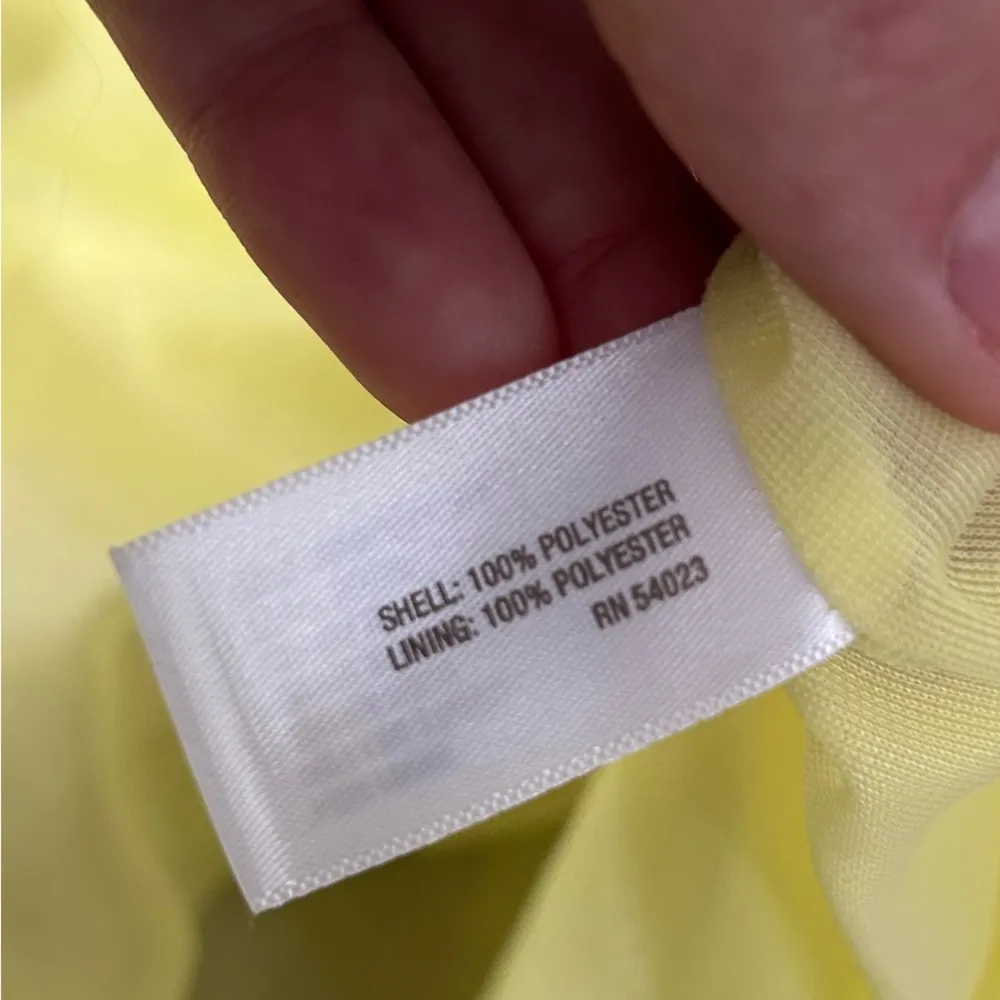 SHELL: 100% POLYESTER
LINING: 100% POLYESTER
RN 54023